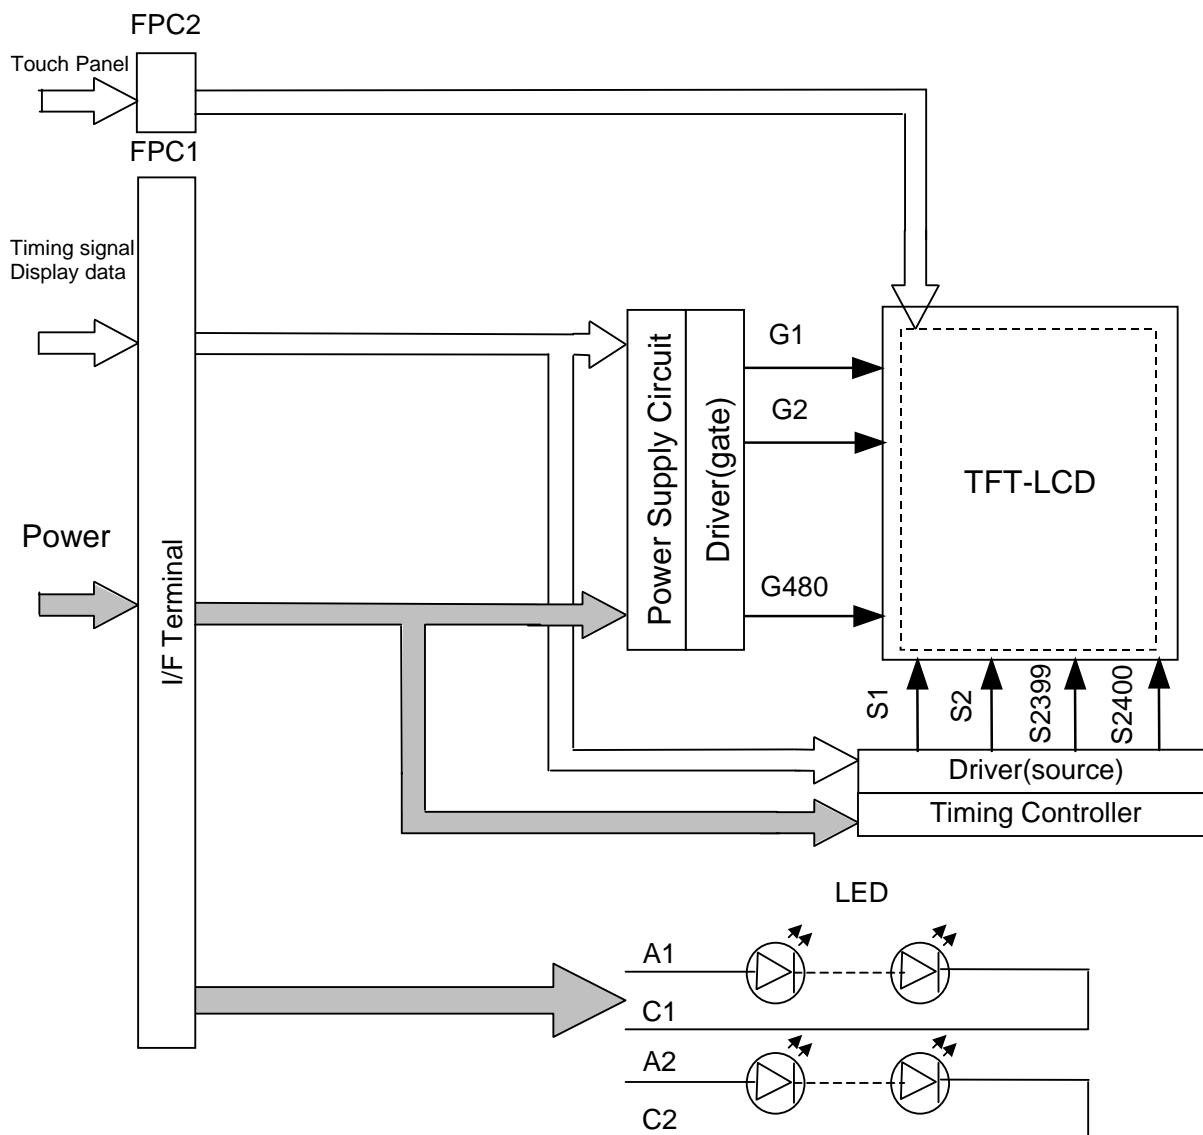 FPC2
Touch Panel
FPC1
Timing signal
Display data
Power
I/F Terminal
Power Supply Circuit
Driver(gate)
G1
G2
G480
TFT-LCD
S1
S2
S2399
S2400
Driver(source)
Timing Controller
LED
A1
C1
A2
C2